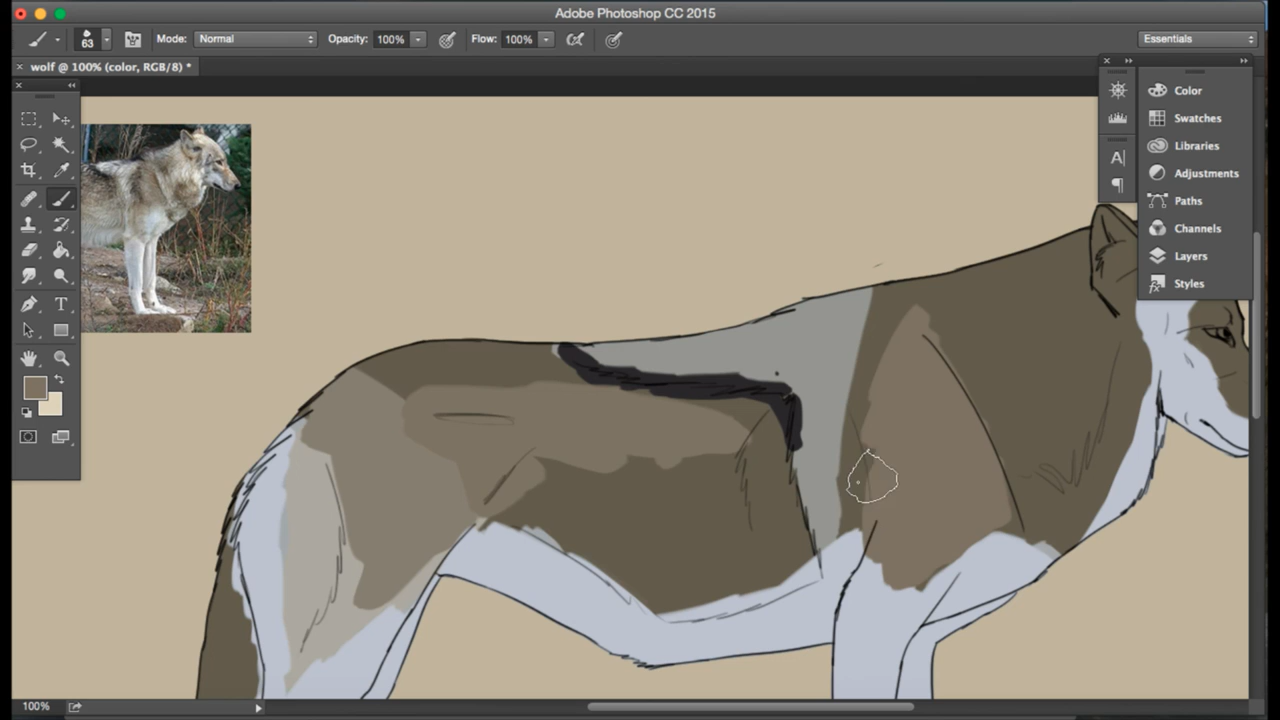 Adobe Photoshop CC 2015
63 Mode: Normal Opacity: 100% Flow: 100% Essentials
wolf @ 100% (color, RGB/8) *
Color
Swatches
Libraries
Adjustments
Paths
Channels
Layers
Styles
A
T
100%